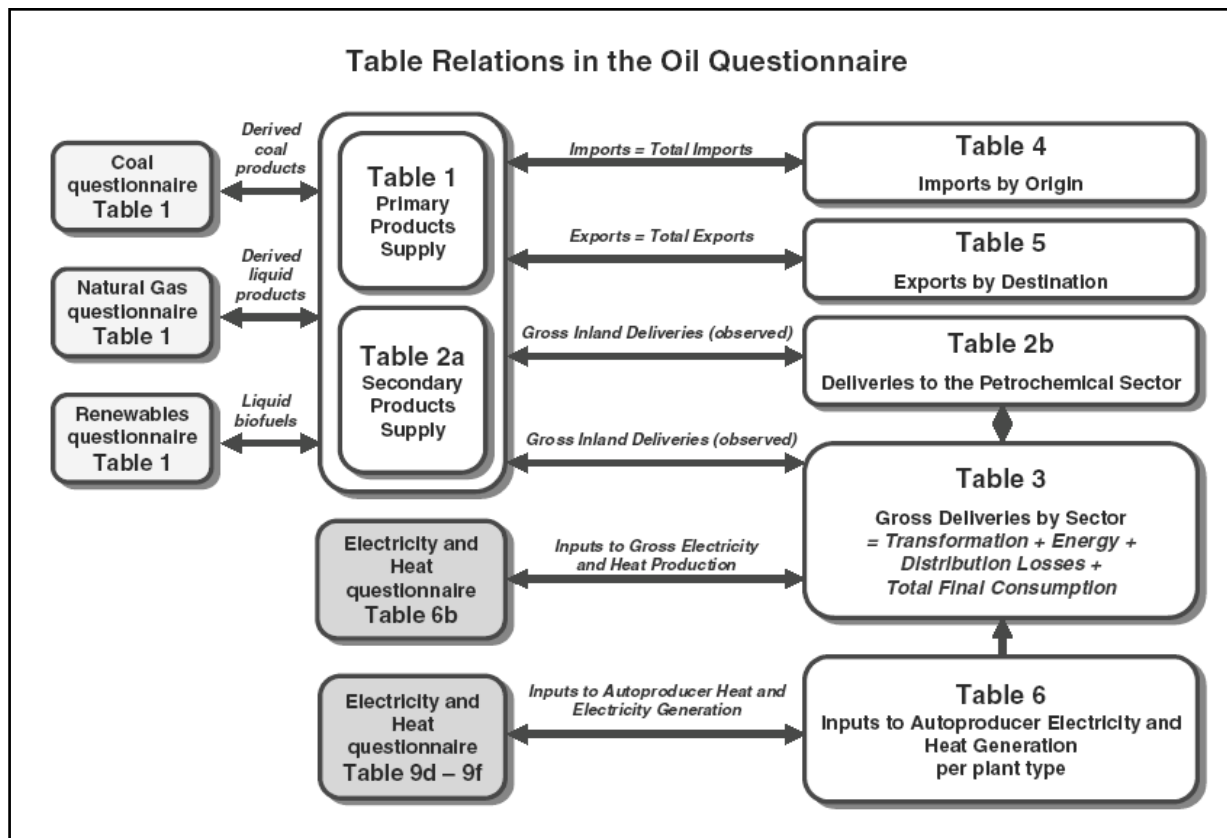 Table Relations in the Oil Questionnaire
Coal
questionnaire
Table 1
Derived
coal
products
Natural Gas
questionnaire
Table 1
Derived
liquid
products
Renewables
questionnaire
Table 1
Liquid
biofuels
Table 1
Primary
Products
Supply
Table 2a
Secondary
Products
Supply
Imports = Total Imports
Table 4
Imports by Origin
Exports = Total Exports
Table 5
Exports by Destination
Gross Inland Deliveries (observed)
Table 2b
Deliveries to the Petrochemical Sector
Gross Inland Deliveries (observed)
Table 3
Gross Deliveries by Sector
= Transformation + Energy +
Distribution Losses +
Total Final Consumption
Electricity and
Heat
questionnaire
Table 6b
Inputs to Gross Electricity
and Heat Production
Electricity and
Heat
questionnaire
Table 9d – 9f
Inputs to Autoproducer Heat and
Electricity Generation
Table 6
Inputs to Autoproducer Electricity and
Heat Generation
per plant type